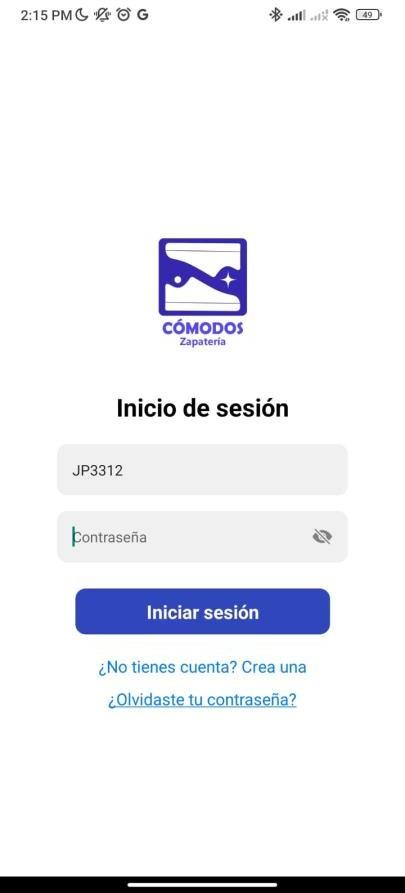 2:15 PM
49
CÓMODOS
Zapatería
Inicio de sesión
JP3312
Contraseña
Iniciar sesión
¿No tienes cuenta? Crea una
¿Olvidaste tu contraseña?